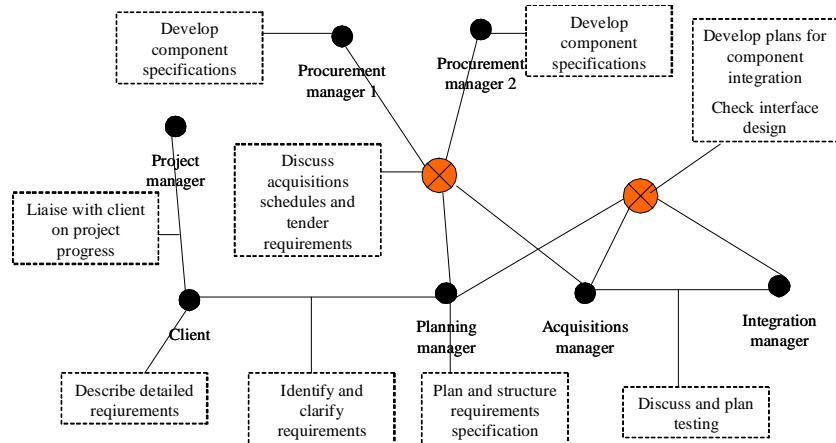 Develop
component
specifications
Procurement
manager 1
Procurement
manager 2
Develop
component
specifications
Develop plans for
component
integration
Check interface
design
Project
manager
Discuss
acquisitions
schedules and
tender
requirements
Liaise with client
on project
progress
Client
Planning
manager
Acquisitions
manager
Integration
manager
Describe detailed
reqiurements
Identify and
clarify
requirements
Plan and structure
requirements
specification
Discuss and plan
testing